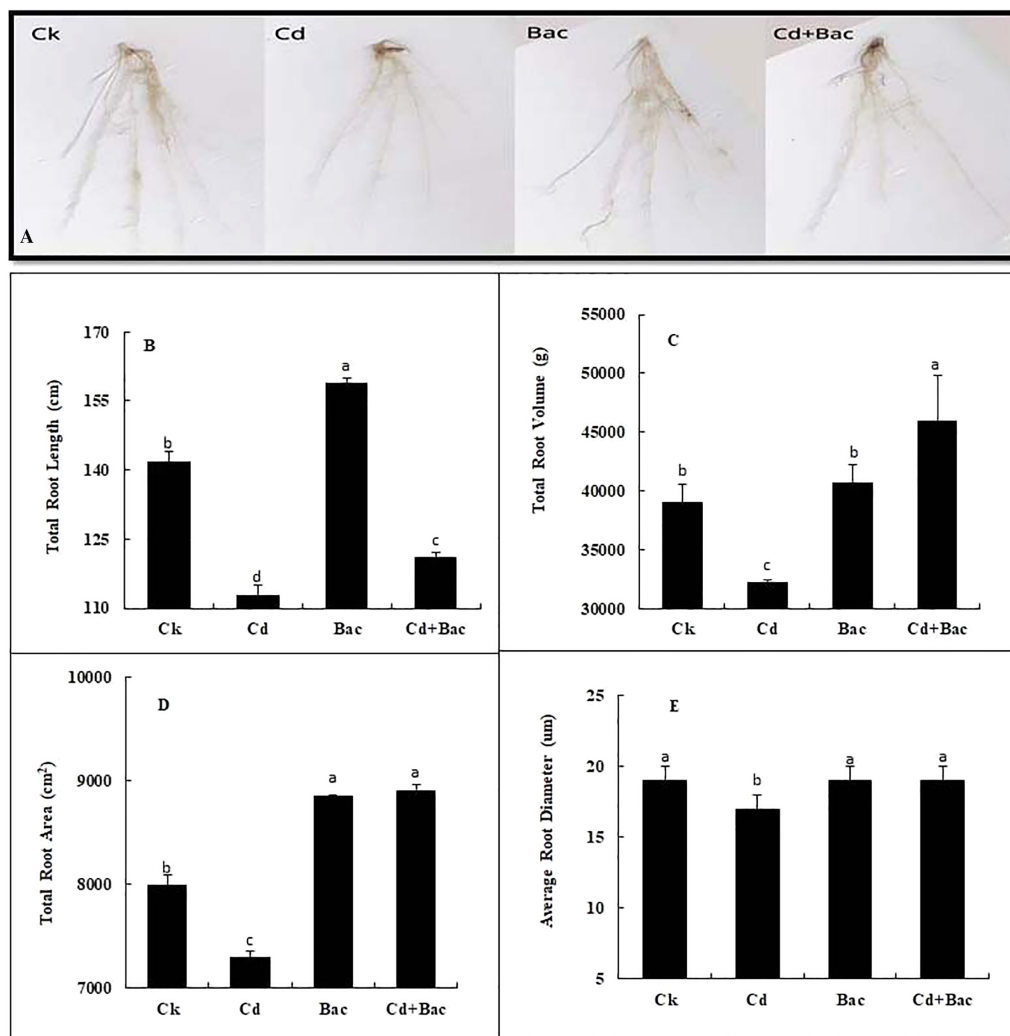 Ck Cd Bac Cd+Bac
A
B
Total Root Length (cm)
170
155
140
125
110
b
d
a
c
Ck Cd Bac Cd+Bac
C
Total Root Volume (g)
55000
50000
45000
40000
35000
30000
b
c
b
a
Ck Cd Bac Cd+Bac
D
Total Root Area (cm²)
10000
9000
8000
7000
b
c
a
a
Ck Cd Bac Cd+Bac
E
Average Root Diameter (um)
25
20
15
10
5
a
b
a
a
Ck Cd Bac Cd+Bac